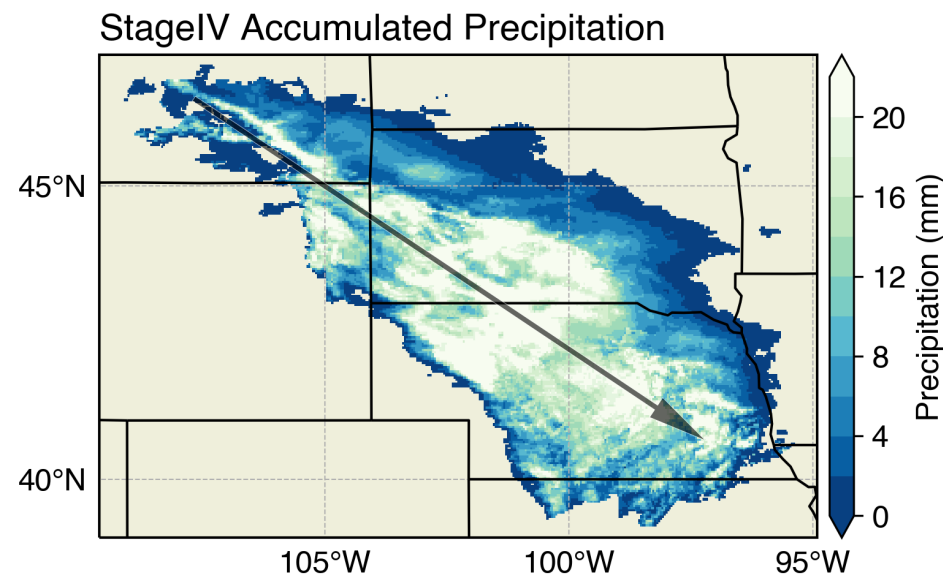 StageIV Accumulated Precipitation
45°N
40°N
105°W
100°W
95°W
20
16
12
8
4
0
Precipitation (mm)